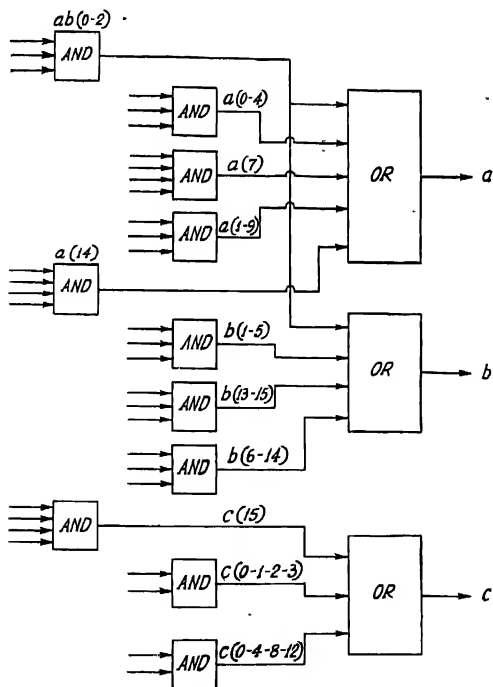 ab(0-2)
AND
a(0-4)
AND
a(7)
AND
OR
a
a(1-9)
AND
a(14)
AND
b(1-5)
AND
OR
b
b(13-15)
AND
b(6-14)
AND
c(15)
AND
c(0-1-2-3)
AND
OR
c
c(0-4-8-12)
AND